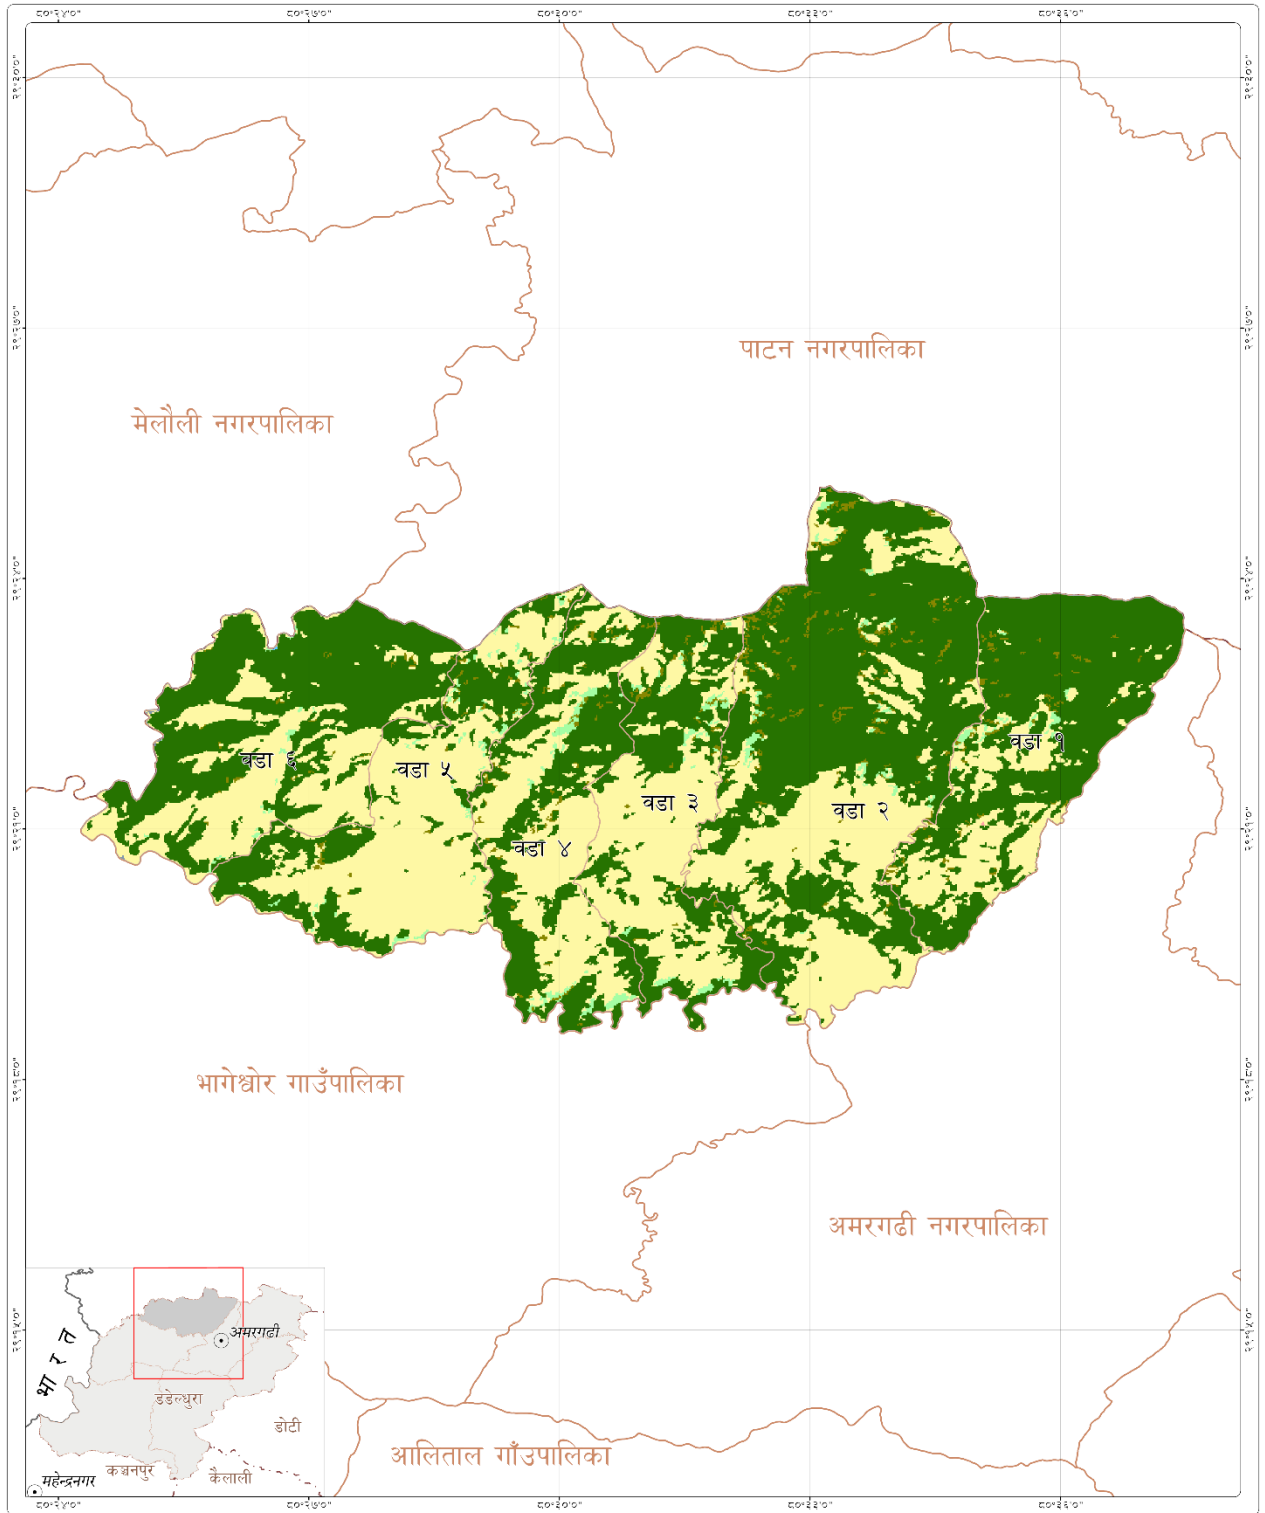 पाटन नगरपालिका
मेलौली नगरपालिका
वडा १
वडा ६
वडा ५
वडा ३
वडा २
वडा ४
भागेश्वोर गाउँपालिका
अमरगढी नगरपालिका
अमरगढी
भारत
डडेल्धुरा
डोटी
आलिताल गाँउपालिका
कञ्चनपुर
कैलाली
महेन्द्रनगर